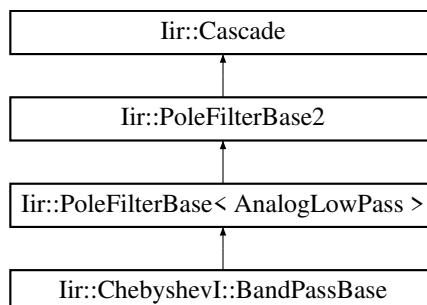 Iir::Cascade
Iir::PoleFilterBase2
Iir::PoleFilterBase< AnalogLowPass >
Iir::ChebyshevI::BandPassBase